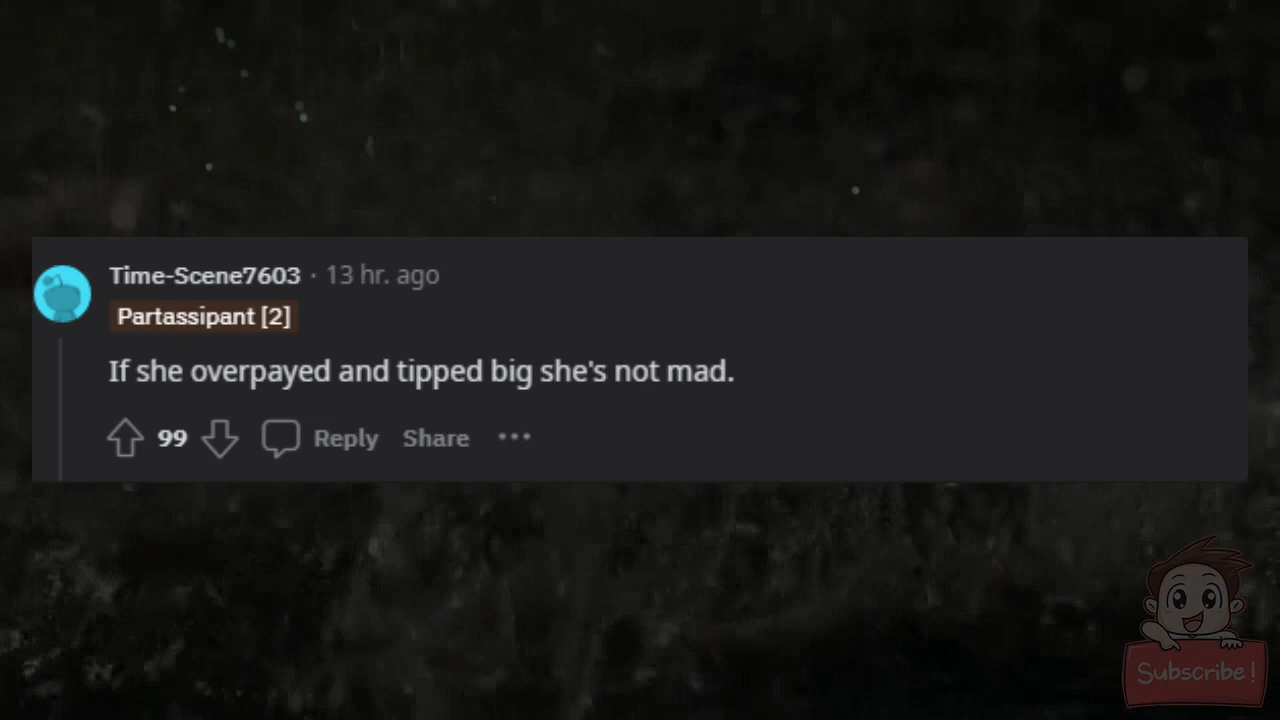 Time-Scene7603 · 13 hr. ago
Partassipant [2]
If she overpayed and tipped big she's not mad.
99 Reply Share ···
Subscribe!